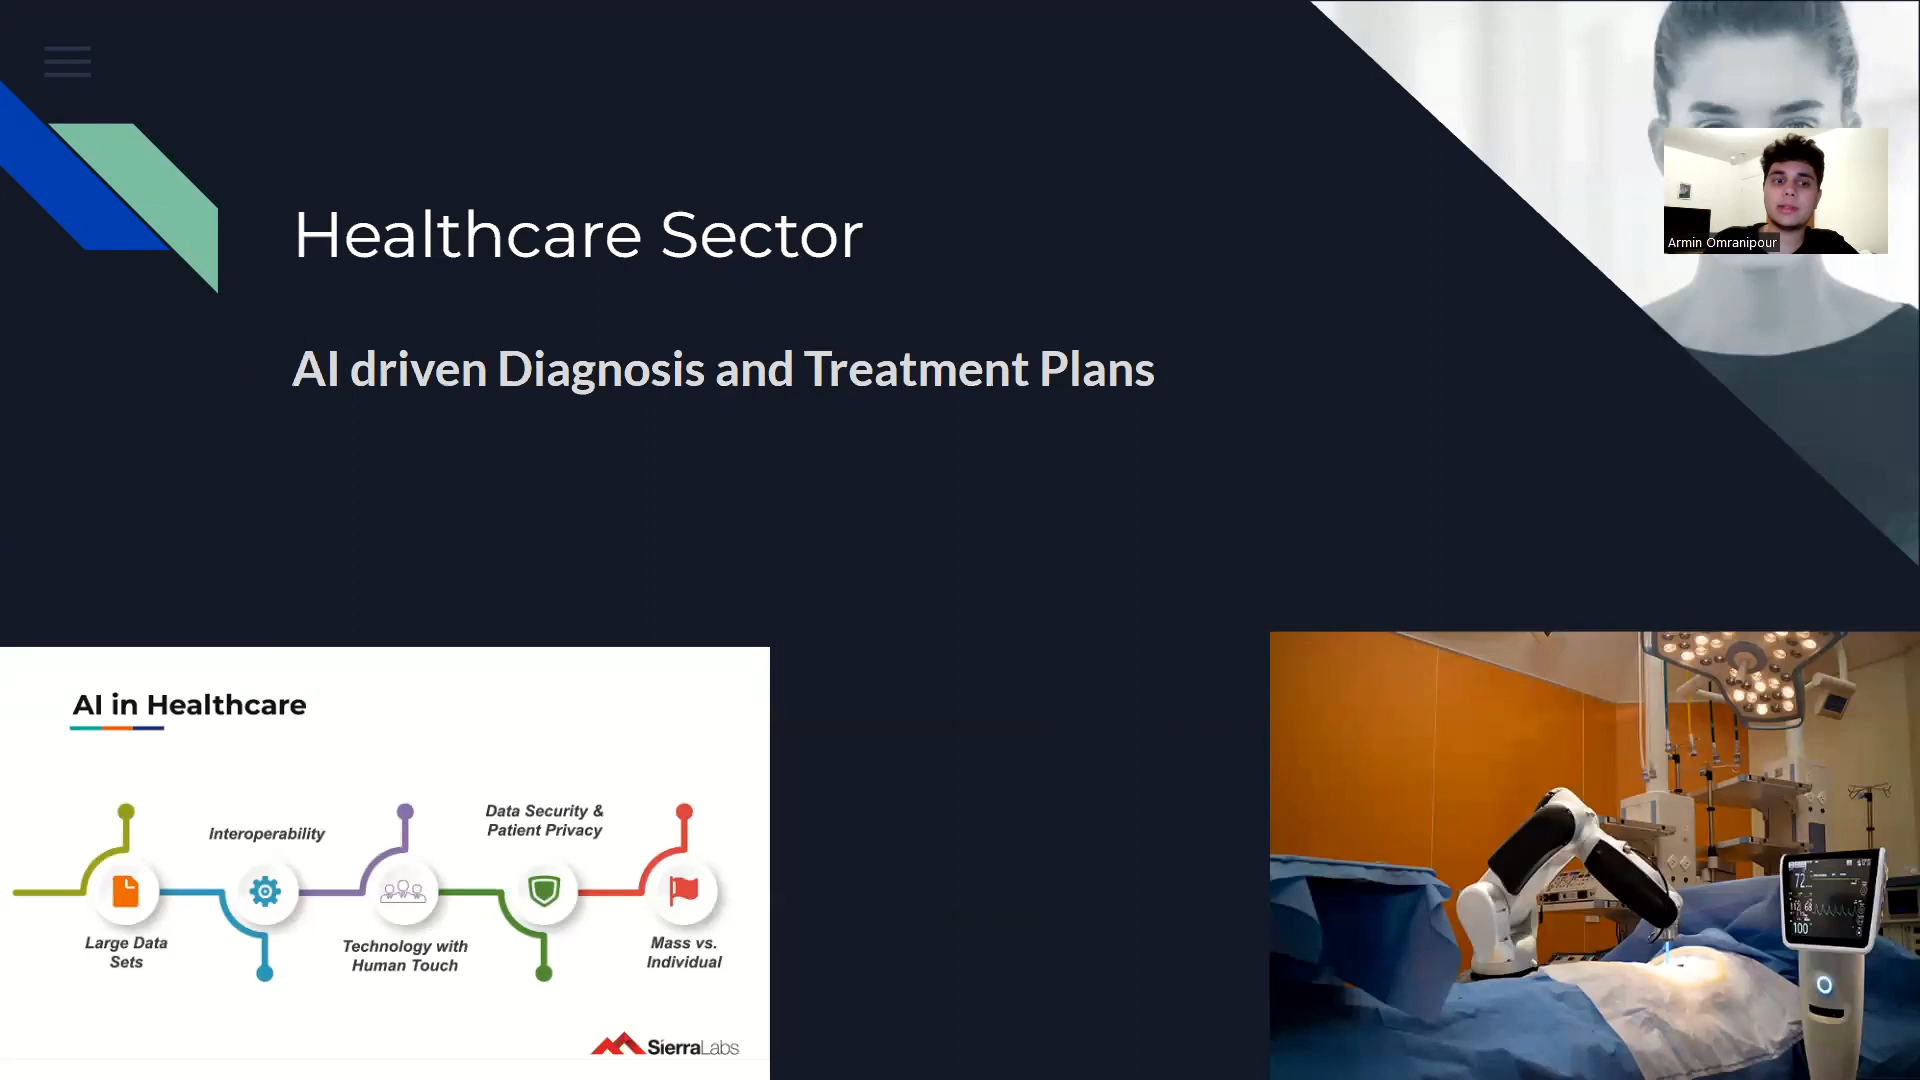 Healthcare Sector
AI driven Diagnosis and Treatment Plans
Armin Omranipour
AI in Healthcare
Large Data
Sets
Interoperability
Technology with
Human Touch
Data Security &
Patient Privacy
Mass vs.
Individual
SierraLabs
72
100